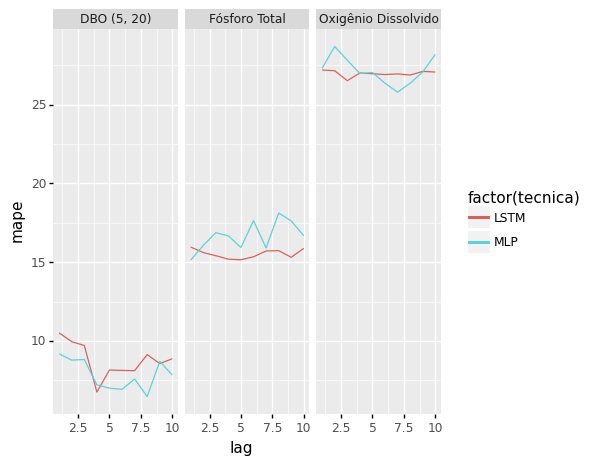 DBO (5, 20) Fósforo Total Oxigênio Dissolvido
25
20
15
10
mape
2.5 5 7.5 10 2.5 5 7.5 10 2.5 5 7.5 10
lag
factor(tecnica)
LSTM
MLP